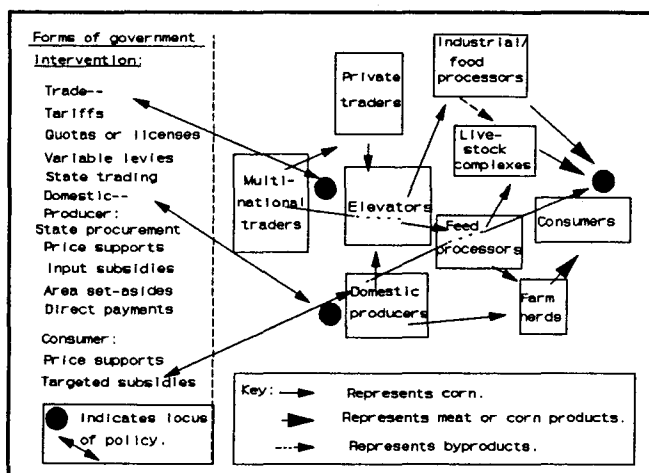 Forms of government
Intervention:
Trade--
Tariffs
Quotas or licenses
Variable levies
State trading
Domestic--
Producer:
State procurement
Price supports
Input subsidies
Area set-asides
Direct payments
Consumer:
Price supports
Targeted subsidies
Indicates locus
of policy.
Private
traders
Industrial/
food
processors
Live-
stock
complexes
Multi-
national
traders
Elevators
Feed
processors
Consumers
Domestic
producers
Farm
herds
Key:
Represents corn.
Represents meat or corn products.
Represents byproducts.